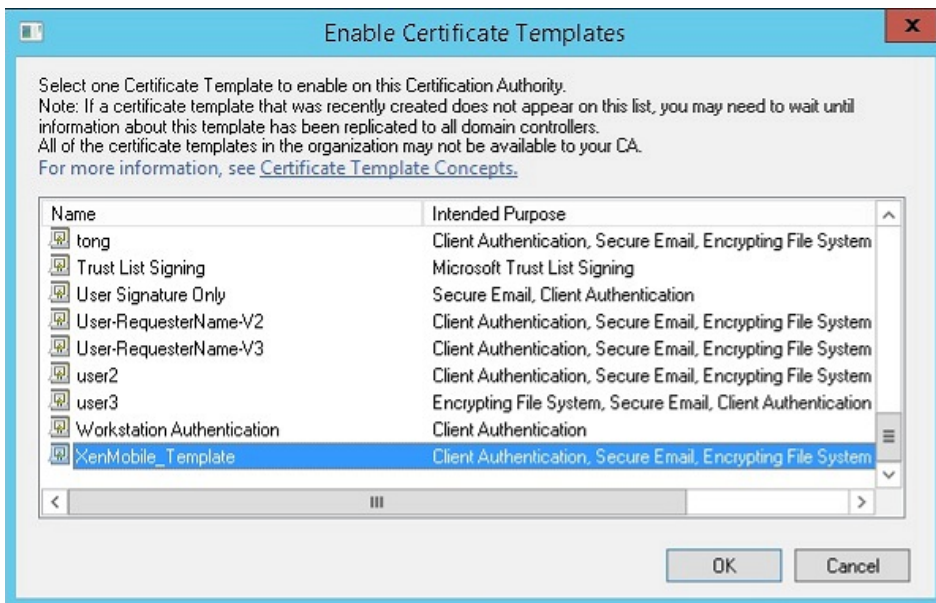 Enable Certificate Templates
x
Select one Certificate Template to enable on this Certification Authority.
Note: If a certificate template that was recently created does not appear on this list, you may need to wait until
information about this template has been replicated to all domain controllers.
All of the certificate templates in the organization may not be available to your CA.
For more information, see Certificate Template Concepts.
Name Intended Purpose
tong Client Authentication, Secure Email, Encrypting File System
Trust List Signing Microsoft Trust List Signing
User Signature Only Secure Email, Client Authentication
User-RequesterName-V2 Client Authentication, Secure Email, Encrypting File System
User-RequesterName-V3 Client Authentication, Secure Email, Encrypting File System
user2 Client Authentication, Secure Email, Encrypting File System
user3 Encrypting File System, Secure Email, Client Authentication
Workstation Authentication Client Authentication
XenMobile_Template Client Authentication, Secure Email, Encrypting File System
OK Cancel